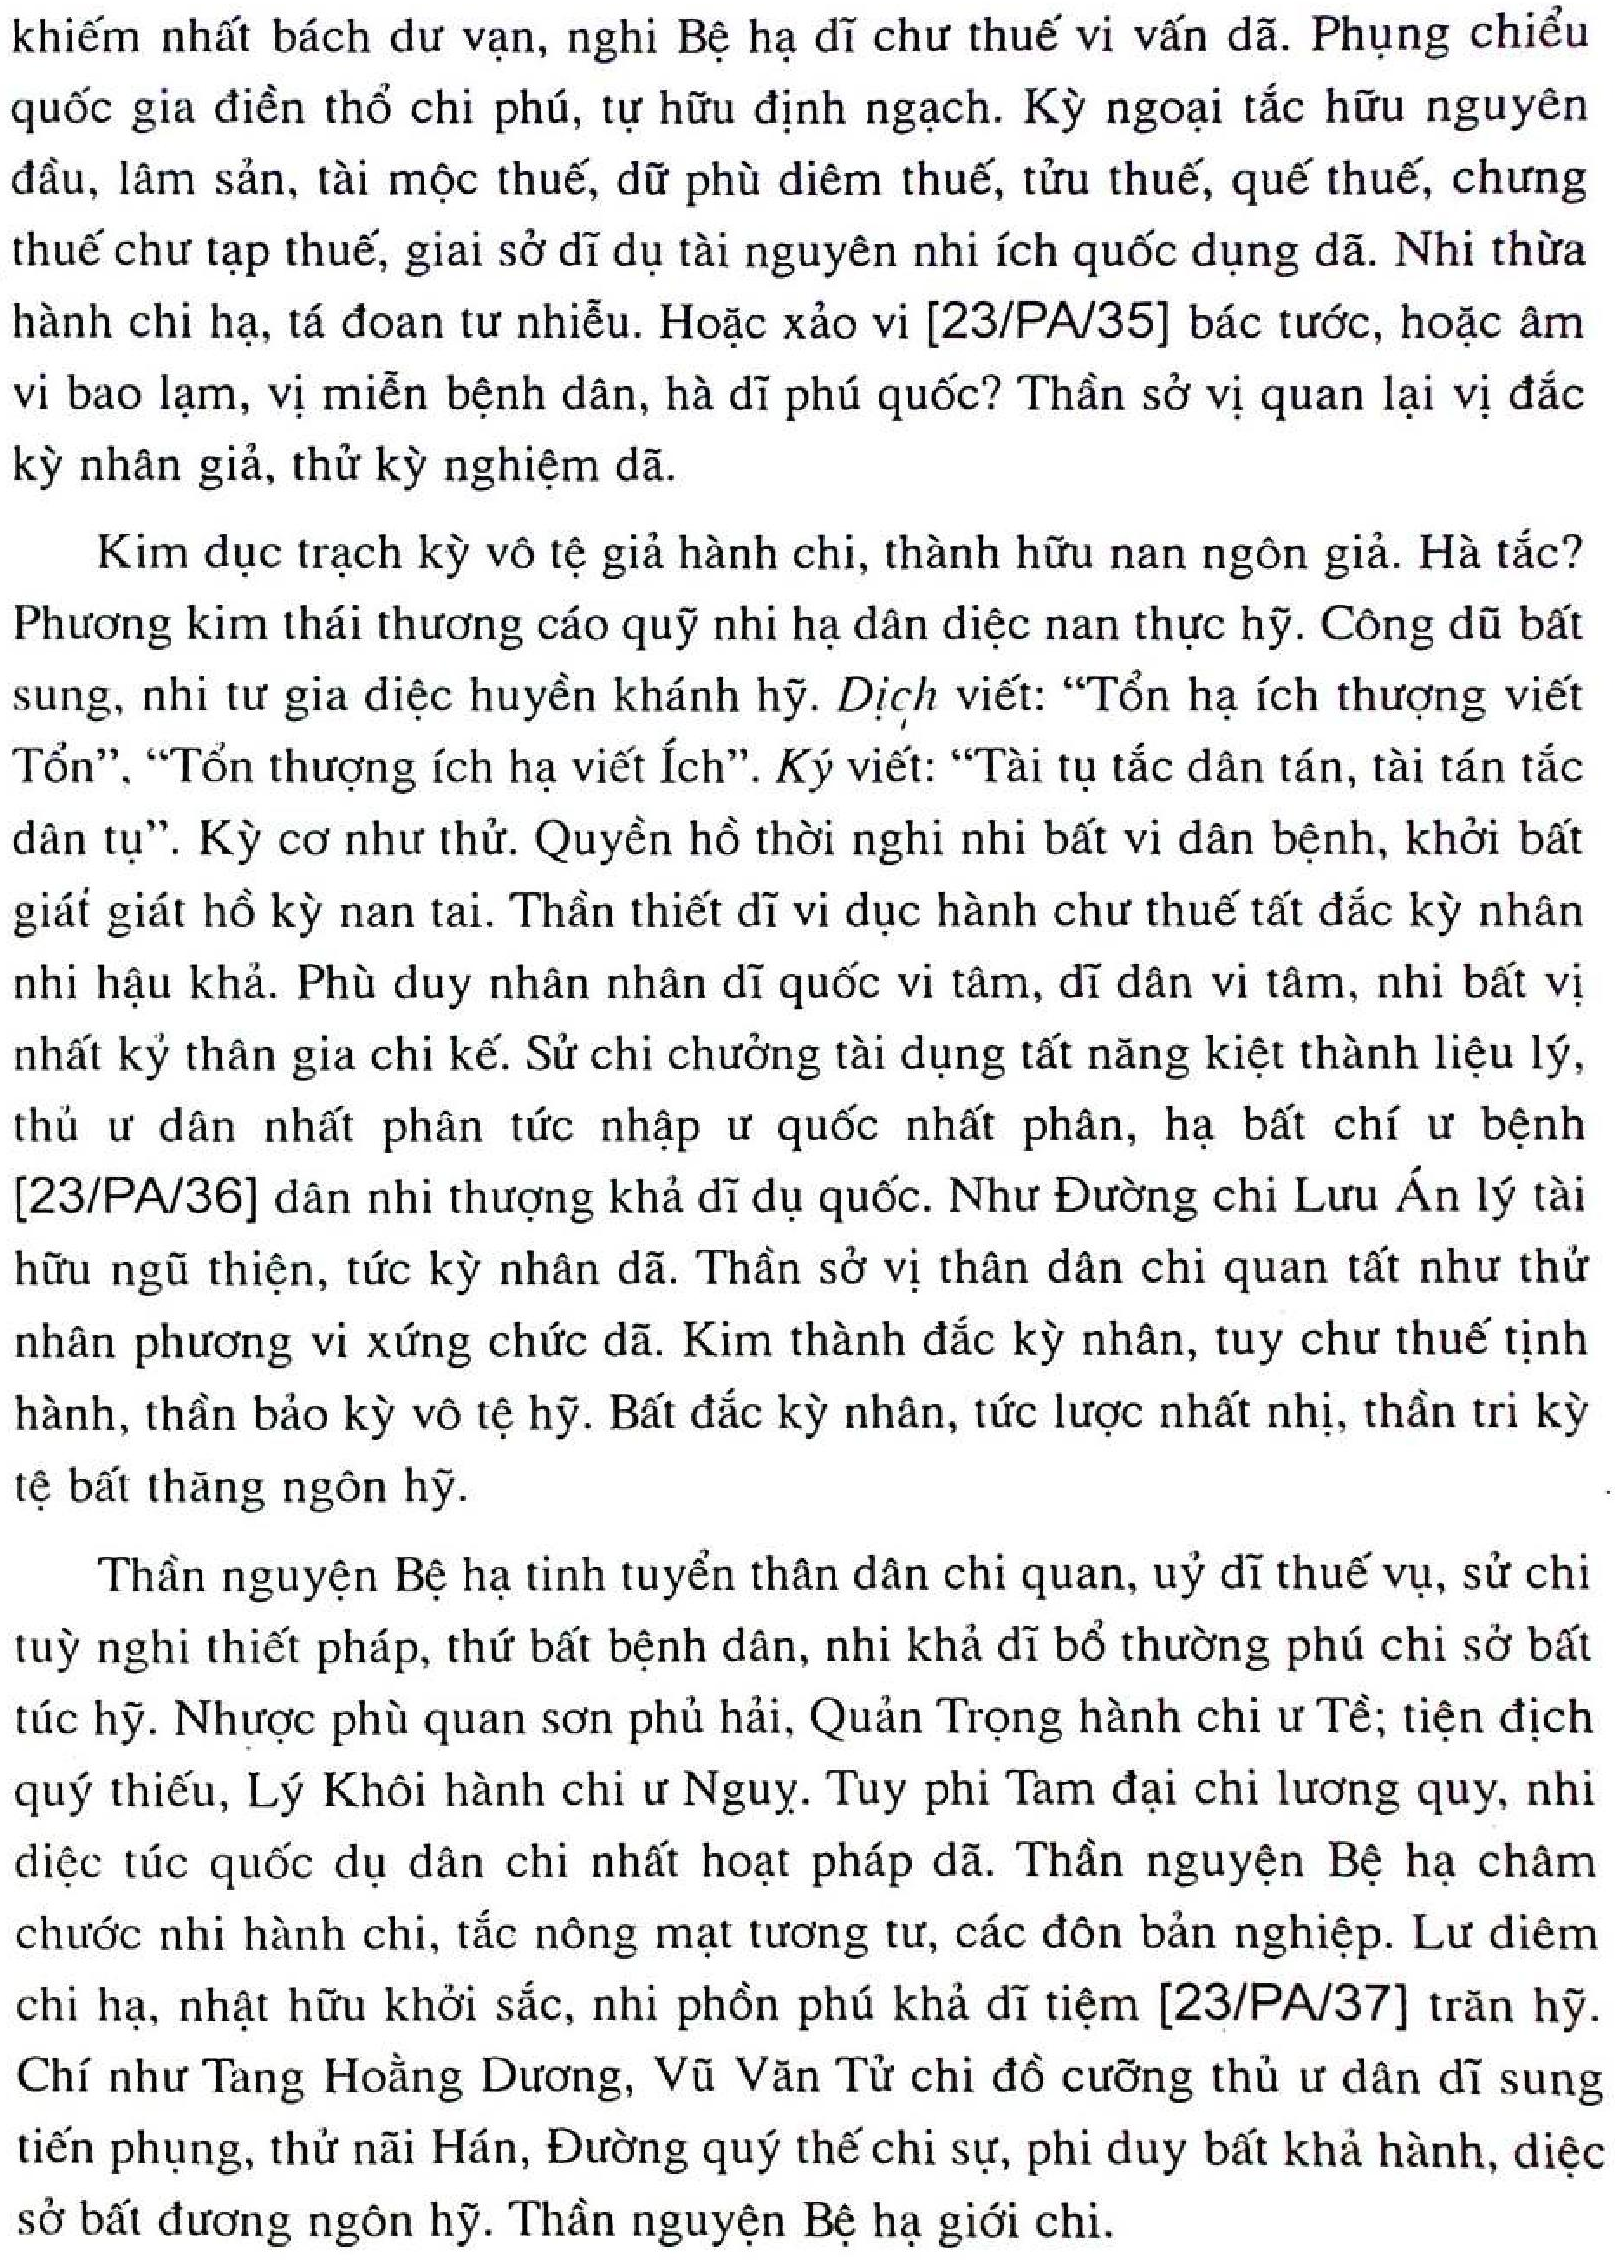 khiếm nhất bách dư vạn, nghi Bệ hạ dĩ chư thuế vi vấn dã. Phụng chiểu
quốc gia điền thổ chi phú, tự hữu định ngạch. Kỳ ngoại tắc hữu nguyên
đầu, lâm sản, tài mộc thuế, dữ phù diêm thuế, tửu thuế, quế thuế, chưng
thuế chư tạp thuế, giai sở dĩ dụ tài nguyên nhi ích quốc dụng dã. Nhi thừa
hành chi hạ, tá đoan tư nhiễu. Hoặc xảo vi [23/PA/35] bác tước, hoặc âm
vi bao lạm, vị miễn bệnh dân, hà dĩ phú quốc? Thần sở vị quan lại vị đắc
kỳ nhân giả, thử kỳ nghiệm dã.
Kim dục trạch kỳ vô tệ giả hành chi, thành hữu nan ngôn giả. Hà tắc?
Phương kim thái thương cáo quỹ nhi hạ dân diệc nan thực hỹ. Công dũ bất
sung, nhi tư gia diệc huyền khánh hỹ. Dịch viết: “Tổn hạ ích thượng viết
Tổn”, “Tổn thượng ích hạ viết Ích”. Ký viết: “Tài tụ tắc dân tán, tài tán tắc
dân tụ”. Kỳ cơ như thử. Quyền hồ thời nghi nhi bất vi dân bệnh, khởi bất
giát giát hồ kỳ nan tai. Thần thiết dĩ vi dục hành chư thuế tất đắc kỳ nhân
nhi hậu khả. Phù duy nhân nhân dĩ quốc vi tâm, dĩ dân vi tâm, nhi bất vị
nhất kỷ thân gia chi kế. Sử chi chưởng tài dụng tất năng kiệt thành liệu lý,
thủ ư dân nhất phân tức nhập ư quốc nhất phân, hạ bất chí ư bệnh
[23/PA/36] dân nhi thượng khả dĩ dụ quốc. Như Đường chi Lưu Án lý tài
hữu ngũ thiện, tức kỳ nhân dã. Thần sở vị thân dân chi quan tất như thử
nhân phương vi xứng chức dã. Kim thành đắc kỳ nhân, tuy chư thuế tịnh
hành, thần bảo kỳ vô tệ hỹ. Bất đắc kỳ nhân, tức lược nhất nhị, thần tri kỳ
tệ bất thăng ngôn hỹ.
Thần nguyện Bệ hạ tinh tuyển thân dân chi quan, uỷ dĩ thuế vụ, sử chi
tuỳ nghi thiết pháp, thứ bất bệnh dân, nhi khả dĩ bổ thường phú chi sở bất
túc hỹ. Nhược phù quan sơn phủ hải, Quản Trọng hành chi ư Tề; tiện địch
quý thiếu, Lý Khôi hành chi ư Nguỵ. Tuy phi Tam đại chi lương quy, nhi
diệc túc quốc dụ dân chi nhất hoạt pháp dã. Thần nguyện Bệ hạ châm
chước nhi hành chi, tắc nông mạt tương tư, các đôn bản nghiệp. Lư diêm
chi hạ, nhật hữu khởi sắc, nhi phồn phú khả dĩ tiệm [23/PA/37] trăn hỹ.
Chí như Tang Hoằng Dương, Vũ Văn Tử chi đồ cưỡng thủ ư dân dĩ sung
tiến phụng, thử nãi Hán, Đường quý thế chi sự, phi duy bất khả hành, diệc
sở bất đương ngôn hỹ. Thần nguyện Bệ hạ giới chi.